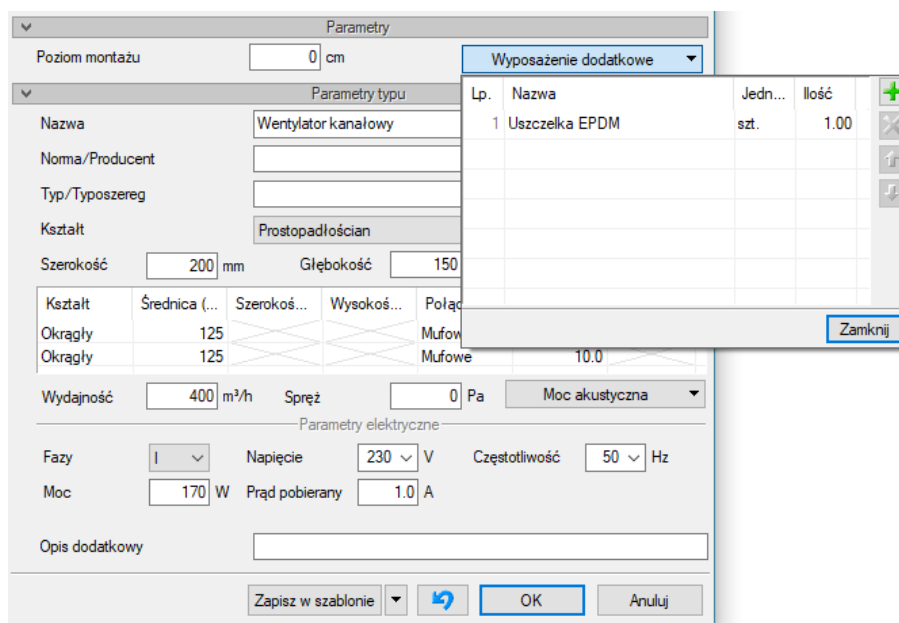 Parametry
Poziom montażu 0 cm Wyposażenie dodatkowe
Parametry typu
Lp. Nazwa Jedn... Ilość
1 Uszczelka EPDM szt. 1.00
Nazwa Wentylator kanałowy
Norma/Producent
Typ/Typoszereg
Kształt Prostopadłościan
Szerokość 200 mm Głębokość 150
Zamknij
Kształt Średnica (... Szerokoś... Wysokoś... Połąc
Okrągły 125 Mufow
Okrągły 125 Mufowe 10.0
Wydajność 400 m³/h Spręż 0 Pa Moc akustyczna
Parametry elektryczne
Fazy I Napięcie 230 V Częstotliwość 50 Hz
Moc 170 W Prąd pobierany 1.0 A
Opis dodatkowy
Zapisz w szablonie OK Anuluj